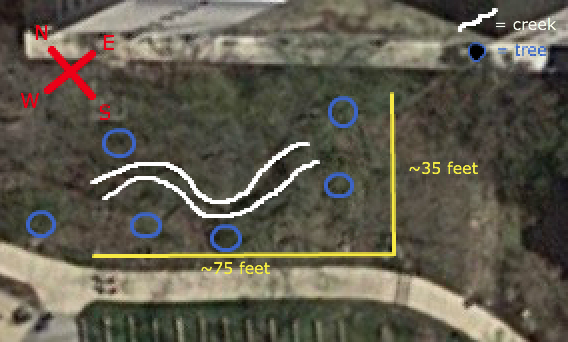 = creek
= tree
N
E
W
S
~35 feet
~75 feet